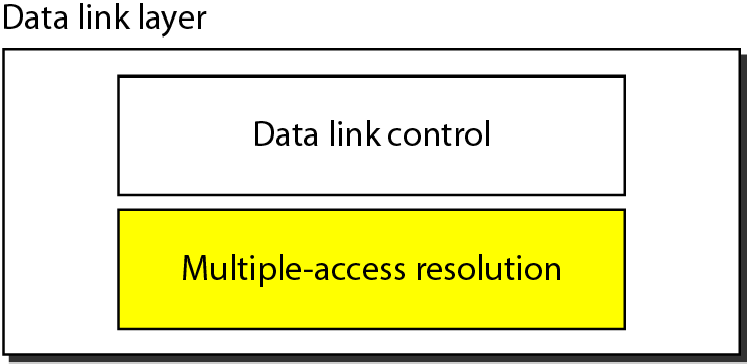 Data link layer
Data link control
Multiple-access resolution